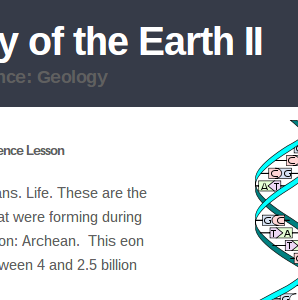 y of the Earth II
nce: Geology
ence Lesson
ans. Life. These are the
at were forming during
on: Archean.  This eon
ween 4 and 2.5 billion
C G
A T
G C
T A
T